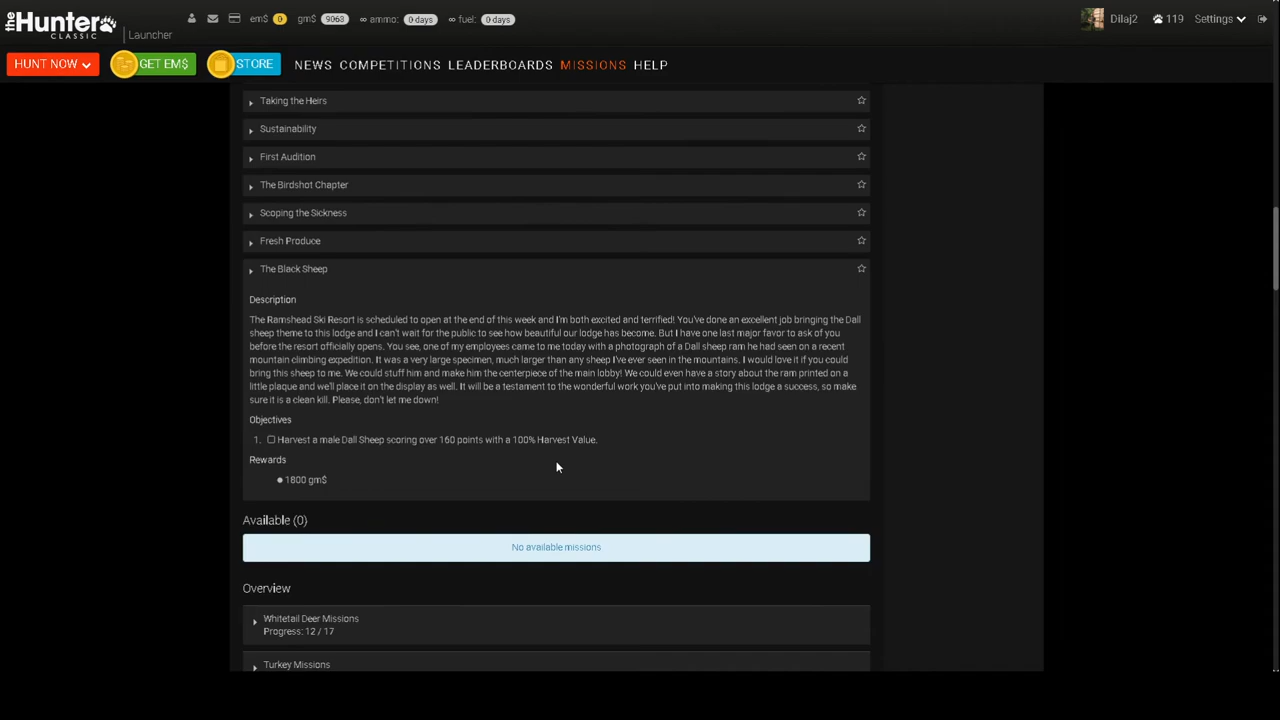 theHunter
CLASSIC
Launcher
em$ 0 gm$ 9068 ∞ ammo: 0 days ∞ fuel: 0 days
Dilaj2 119 Settings
HUNT NOW GET EM$ STORE NEWS COMPETITIONS LEADERBOARDS MISSIONS HELP
Taking the Heirs
Sustainability
First Audition
The Birdshot Chapter
Scoping the Sickness
Fresh Produce
The Black Sheep
Description
The Ramshead Ski Resort is scheduled to open at the end of this week and I'm both excited and terrified! You've done an excellent job bringing the Dall
sheep theme to this lodge and I can't wait for the public to see how beautiful our lodge has become. But I have one last major favor to ask of you
before the resort officially opens. You see, one of my employees came to me today with a photograph of a Dall sheep ram he had seen on a recent
mountain climbing expedition. It was a very large specimen, much larger than any sheep I've ever seen in the mountains. I would love it if you could
bring this sheep to me. We could stuff him and make him the centerpiece of the main lobby! We could even have a story about the ram printed on a
little plaque and we'll place it on the display as well. It will be a testament to the wonderful work you've put into making this lodge a success, so make
sure it is a clean kill. Please, don't let me down!
Objectives
1. Harvest a male Dall Sheep scoring over 160 points with a 100% Harvest Value.
Rewards
1800 gm$
Available (0)
No available missions
Overview
Whitetail Deer Missions
Progress: 12 / 17
Turkey Missions